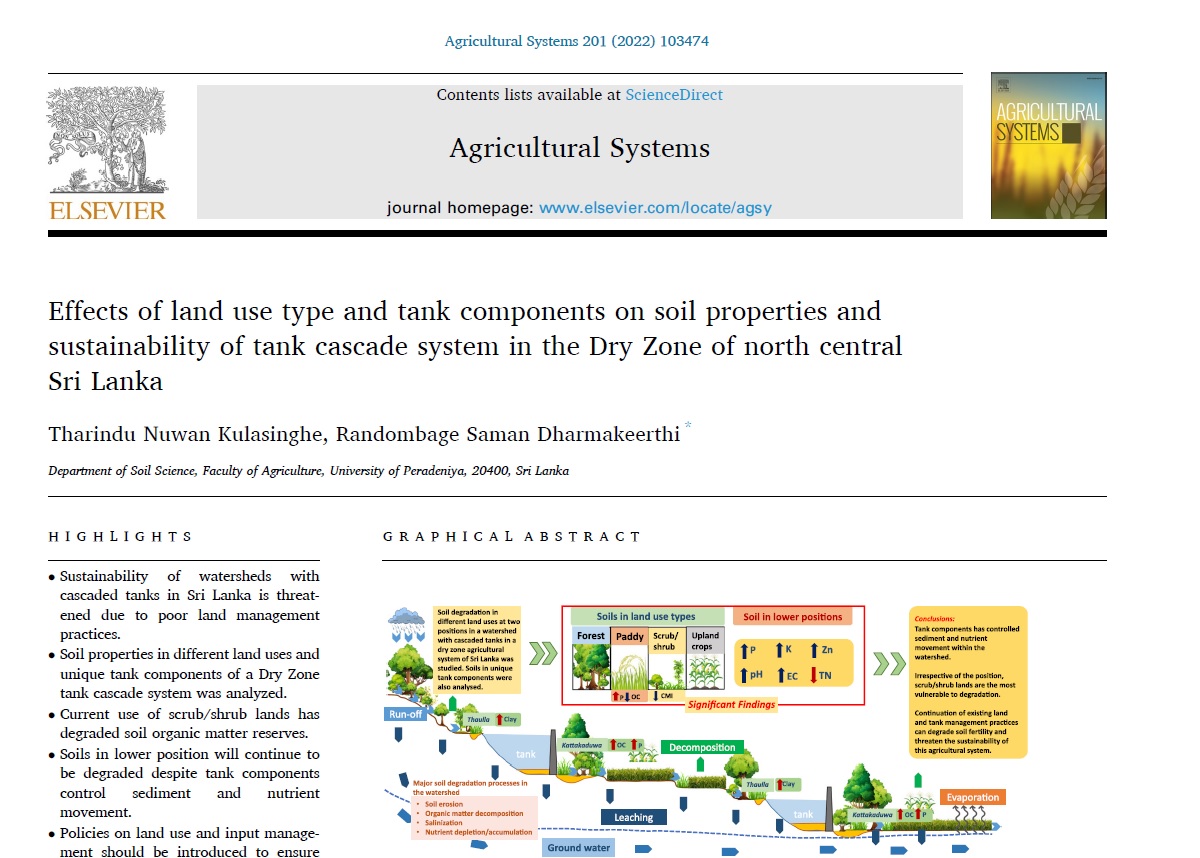 Agricultural Systems 201 (2022) 103474
Contents lists available at ScienceDirect
Agricultural Systems
journal homepage: www.elsevier.com/locate/agsy
ELSEVIER
AGRICULTURAL
SYSTEMS
Effects of land use type and tank components on soil properties and
sustainability of tank cascade system in the Dry Zone of north central
Sri Lanka
Tharindu Nuwan Kulasinghe, Randombage Saman Dharmakeerthi *
Department of Soil Science, Faculty of Agriculture, University of Peradeniya, 20400, Sri Lanka
HIGHLIGHTS
• Sustainability of watersheds with
cascaded tanks in Sri Lanka is threat-
ened due to poor land management
practices.
• Soil properties in different land uses and
unique tank components of a Dry Zone
tank cascade system was analyzed.
• Current use of scrub/shrub lands has
degraded soil organic matter reserves.
• Soils in lower position will continue to
be degraded despite tank components
control sediment and nutrient
movement.
• Policies on land use and input manage-
ment should be introduced to ensure
GRAPHICAL ABSTRACT
Soil degradation in
different land uses at two
positions in a watershed
with cascaded tanks in a
dry zone agricultural
system of Sri Lanka was
studied. Soils in unique
tank components were
also analysed.
Soils in land use types
Forest
Paddy
Scrub/
shrub
Upland
crops
P OC
CMI
Soil in lower positions
P K Zn
pH EC TN
Significant Findings
Conclusions:
Tank components has controlled
sediment and nutrient
movement within the
watershed.
Irrespective of the position,
scrub/shrub lands are the most
vulnerable to degradation.
Continuation of existing land
and tank management practices
can degrade soil fertility and
threaten the sustainability of
this agricultural system.
Run-off
Thaulla Clay
tank
Kattakaduwa OC P
Decomposition
Major soil degradation processes in
the watershed
• Soil erosion
• Organic matter decomposition
• Salinization
• Nutrient depletion/accumulation
Leaching
Thaulla Clay
tank
Kattakaduwa OC P
Evaporation
Ground water